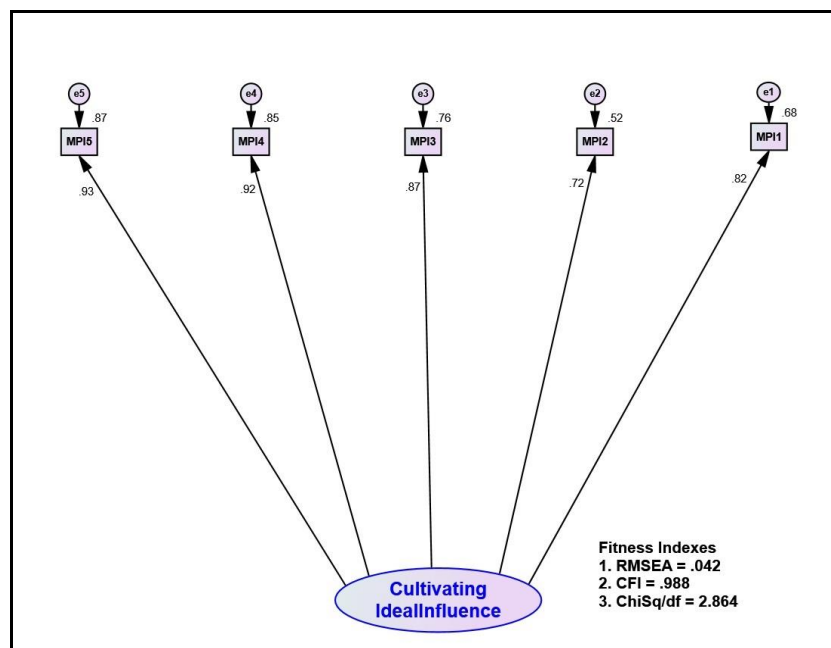 e5 e4 e3 e2 e1
.87 .85 .76 .52 .68
MPI5 MPI4 MPI3 MPI2 MPI1
.93 .92 .87 .72 .82
Cultivating
IdealInfluence
Fitness Indexes
1. RMSEA = .042
2. CFI = .988
3. ChiSq/df = 2.864